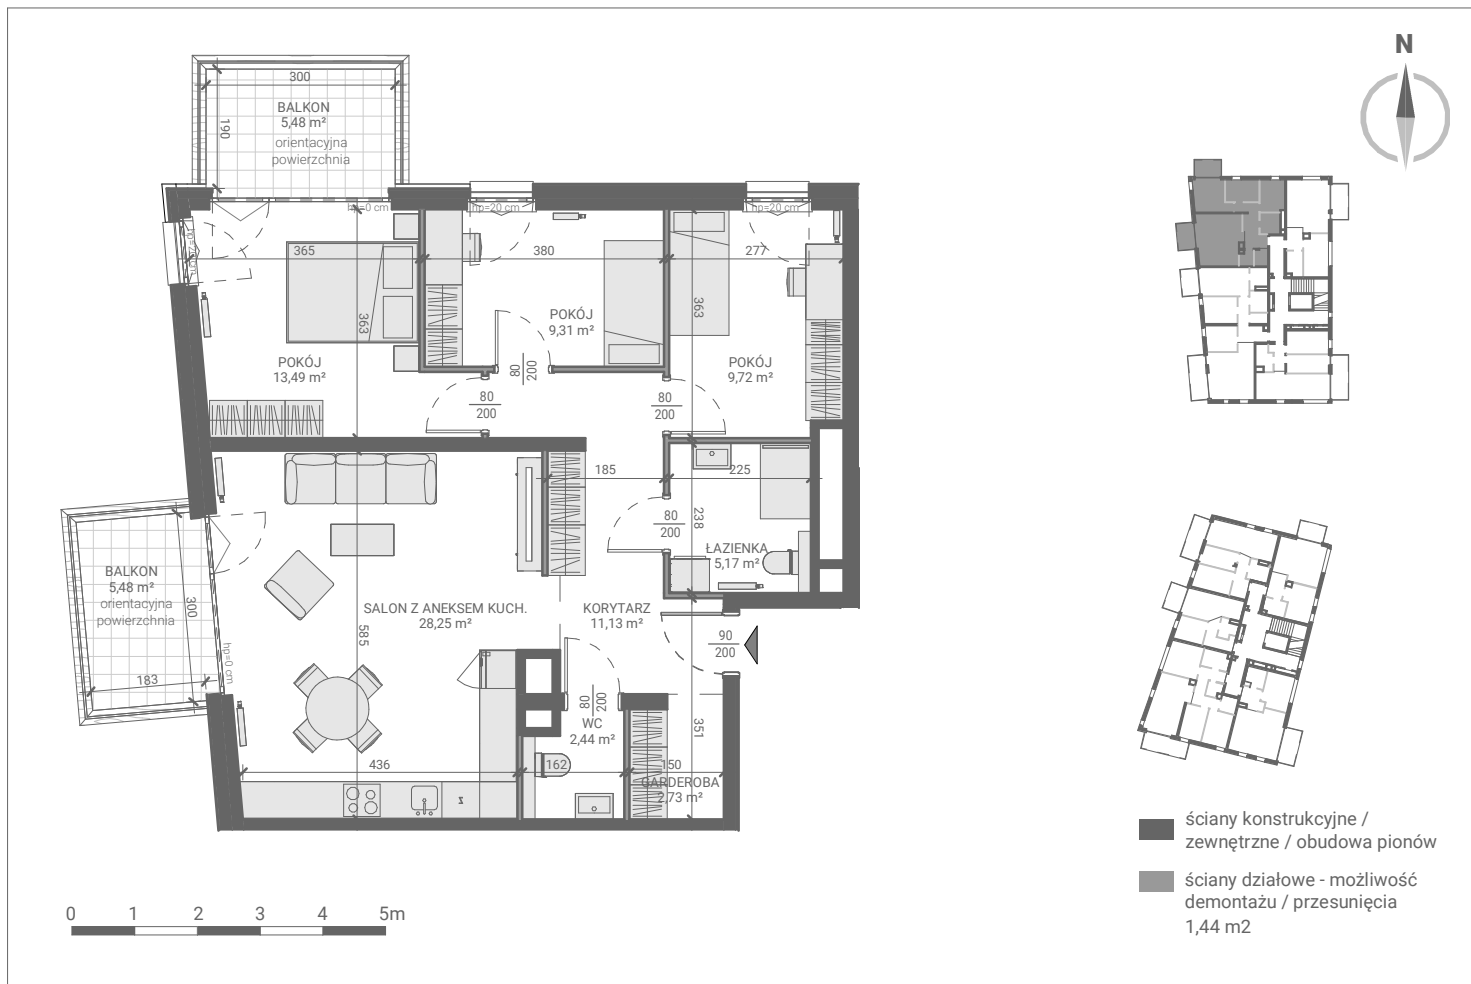 N
300
BALKON
5,48 m²
orientacyjna
powierzchnia
190
hp=0 cm
hp=20 cm
hp=20 cm
365
380
277
363
363
POKÓJ
9,31 m²
POKÓJ
13,49 m²
POKÓJ
9,72 m²
80
200
80
200
80
200
185
225
238
80
200
ŁAZIENKA
5,17 m²
BALKON
5,48 m²
orientacyjna
powierzchnia
300
183
hp=0 cm
SALON Z ANEKSEM KUCH.
28,25 m²
585
KORYTARZ
11,13 m²
90
200
80
200
WC
2,44 m²
351
436
162
150
GARDEROBA
2,73 m²
z
ściany konstrukcyjne /
zewnętrzne / obudowa pionów
ściany działowe - możliwość
demontażu / przesunięcia
1,44 m2
0 1 2 3 4 5m